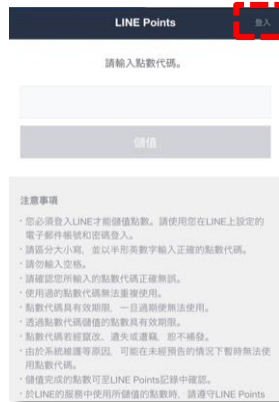 LINE Points
登入
請輸入點數代碼。
儲值
注意事項
・您必須登入LINE才能儲值點數。請使用您在LINE上設定的
電子郵件帳號和密碼登入。
・請區分大小寫，並以半形英數字輸入正確的點數代碼。
・請勿輸入空格。
・請確認您所輸入的點數代碼正確無誤。
・使用過的點數代碼無法重複使用。
・點數代碼具有效期限，一旦過期便無法使用。
・透過點數代碼儲值的點數具有效期限。
・點數代碼若經竄改、遺失或遭竊，恕不補發。
・由於系統維護等原因，可能在未經預告的情況下暫時無法使
用點數代碼。
・儲值完成的點數可至LINE Points記錄中確認。
・於LINE的服務中使用所儲值的點數時，請遵守LINE Points